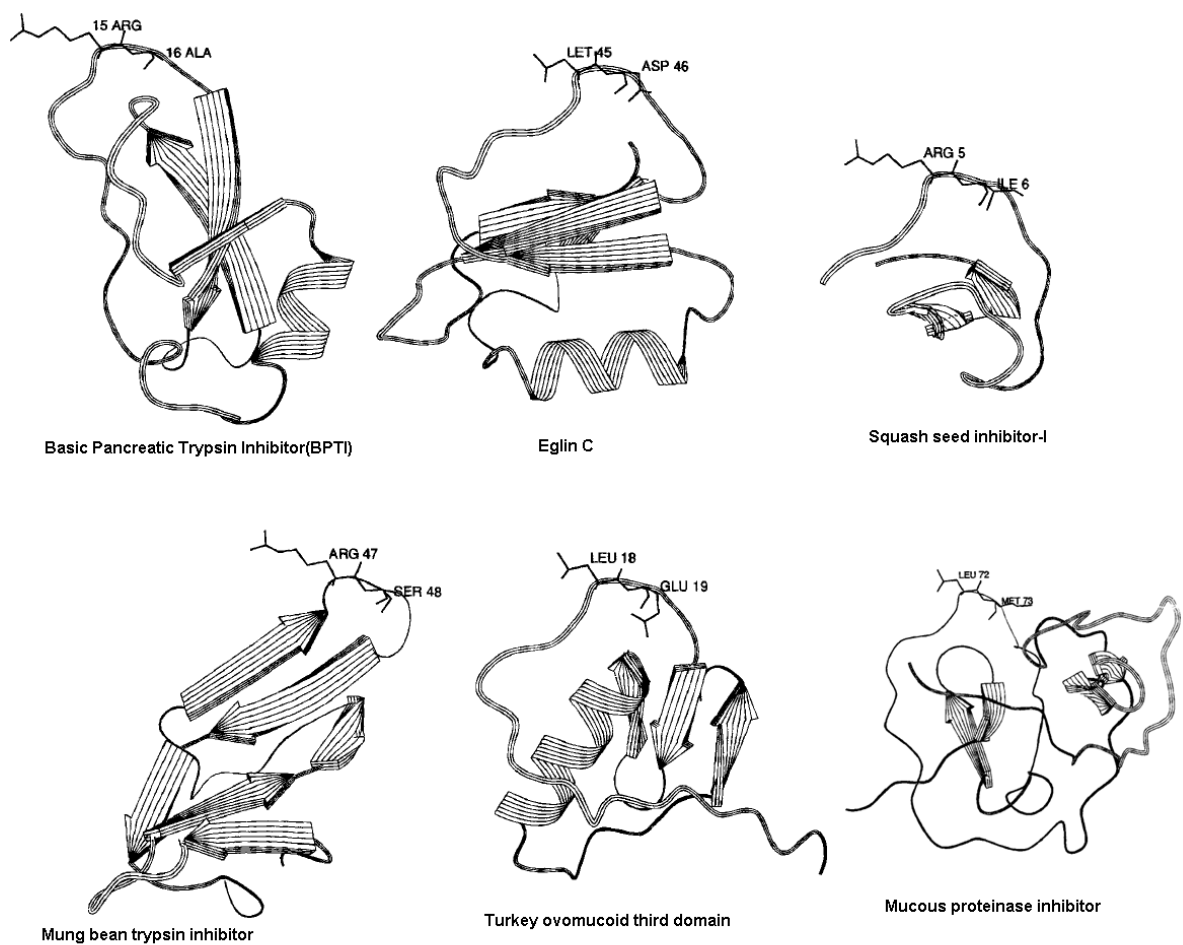 15 ARG
16 ALA
LET 45
ASP 46
ARG 5
ILE 6
Basic Pancreatic Trypsin Inhibitor(BPTI)
Eglin C
Squash seed inhibitor-I
ARG 47
SER 48
LEU 18
GLU 19
LEU 72
MET 73
Mung bean trypsin inhibitor
Turkey ovomucoid third domain
Mucous proteinase inhibitor